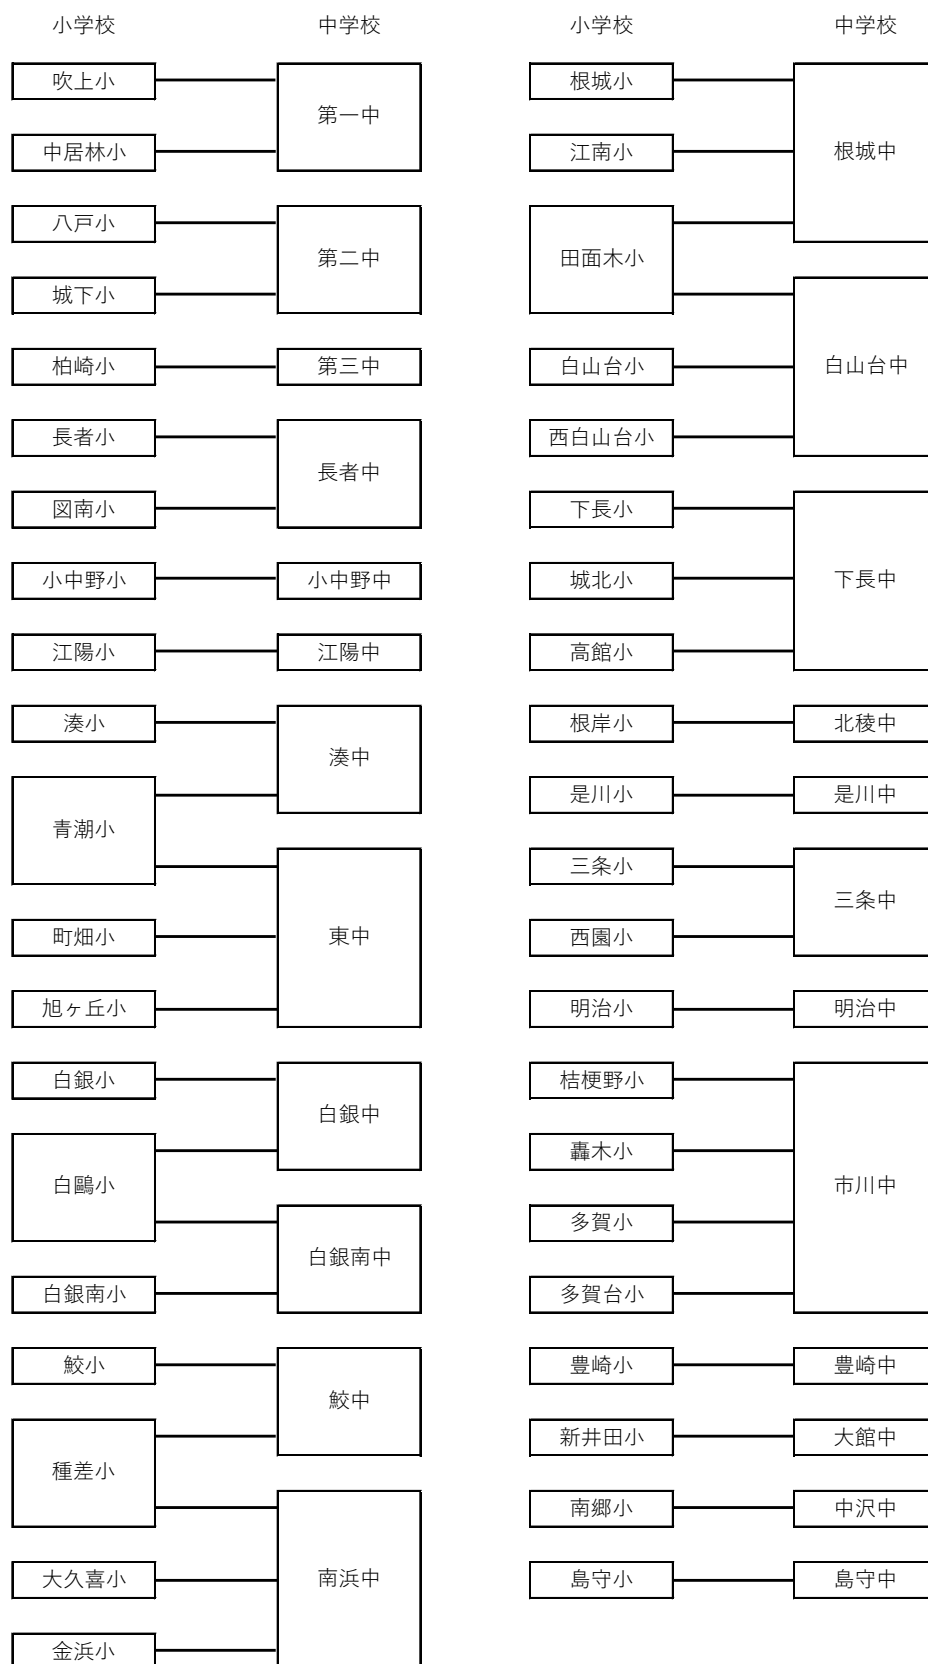 小学校 中学校
吹上小
第一中
中居林小
八戸小
第二中
城下小
柏崎小 第三中
長者小
長者中
図南小
小中野小 小中野中
江陽小 江陽中
湊小
湊中
青潮小
町畑小 東中
旭ヶ丘小
白銀小
白銀中
白鷗小
白銀南中
白銀南小
鮫小
鮫中
種差小
大久喜小 南浜中
金浜小
小学校 中学校
根城小
江南小 根城中
田面木小
白山台小 白山台中
西白山台小
下長小
城北小 下長中
高館小
根岸小 北稜中
是川小 是川中
三条小
三条中
西園小
明治小 明治中
桔梗野小
轟木小
市川中
多賀小
多賀台小
豊崎小 豊崎中
新井田小 大館中
南郷小 中沢中
島守小 島守中